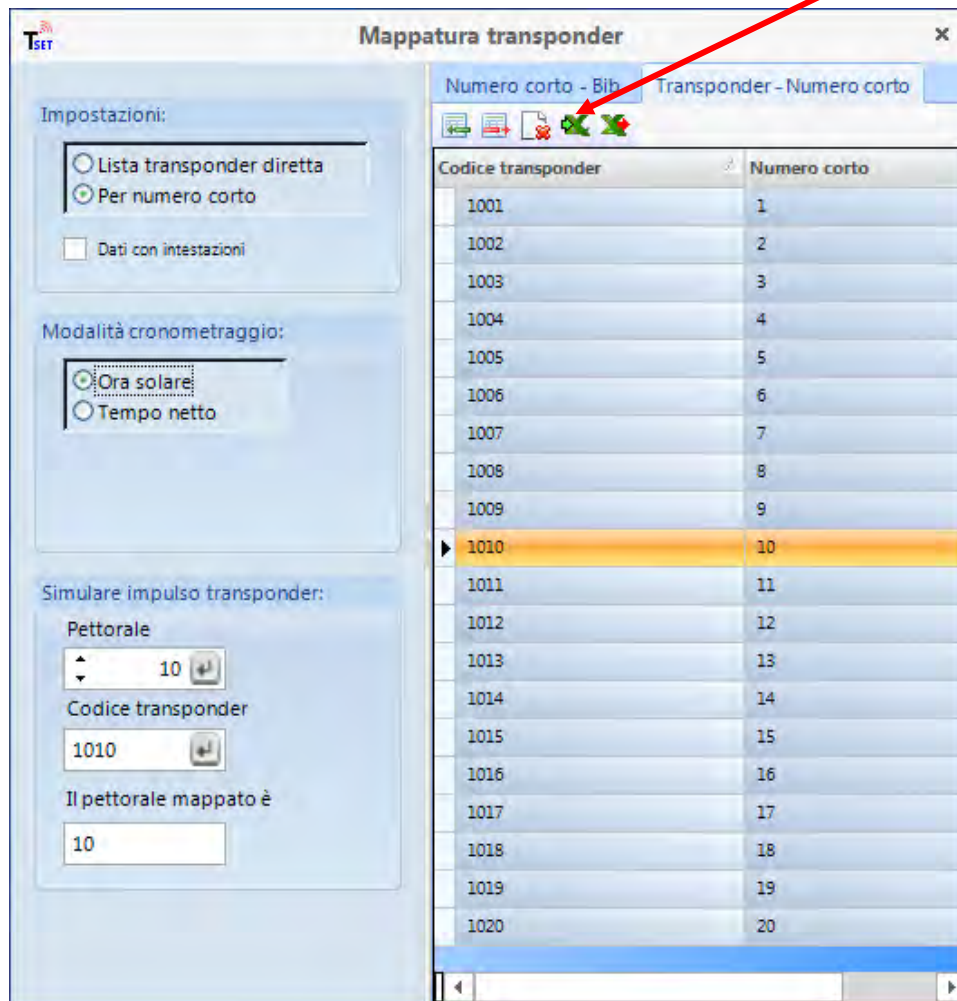 TSET
Mappatura transponder
Impostazioni:
Lista transponder diretta
Per numero corto
Dati con intestazioni
Modalità cronometraggio:
Ora solare
Tempo netto
Simulare impulso transponder:
Pettorale
10
Codice transponder
1010
Il pettorale mappato è
10
Numero corto - Bib Transponder - Numero corto
Codice transponder Numero corto
1001 1
1002 2
1003 3
1004 4
1005 5
1006 6
1007 7
1008 8
1009 9
1010 10
1011 11
1012 12
1013 13
1014 14
1015 15
1016 16
1017 17
1018 18
1019 19
1020 20